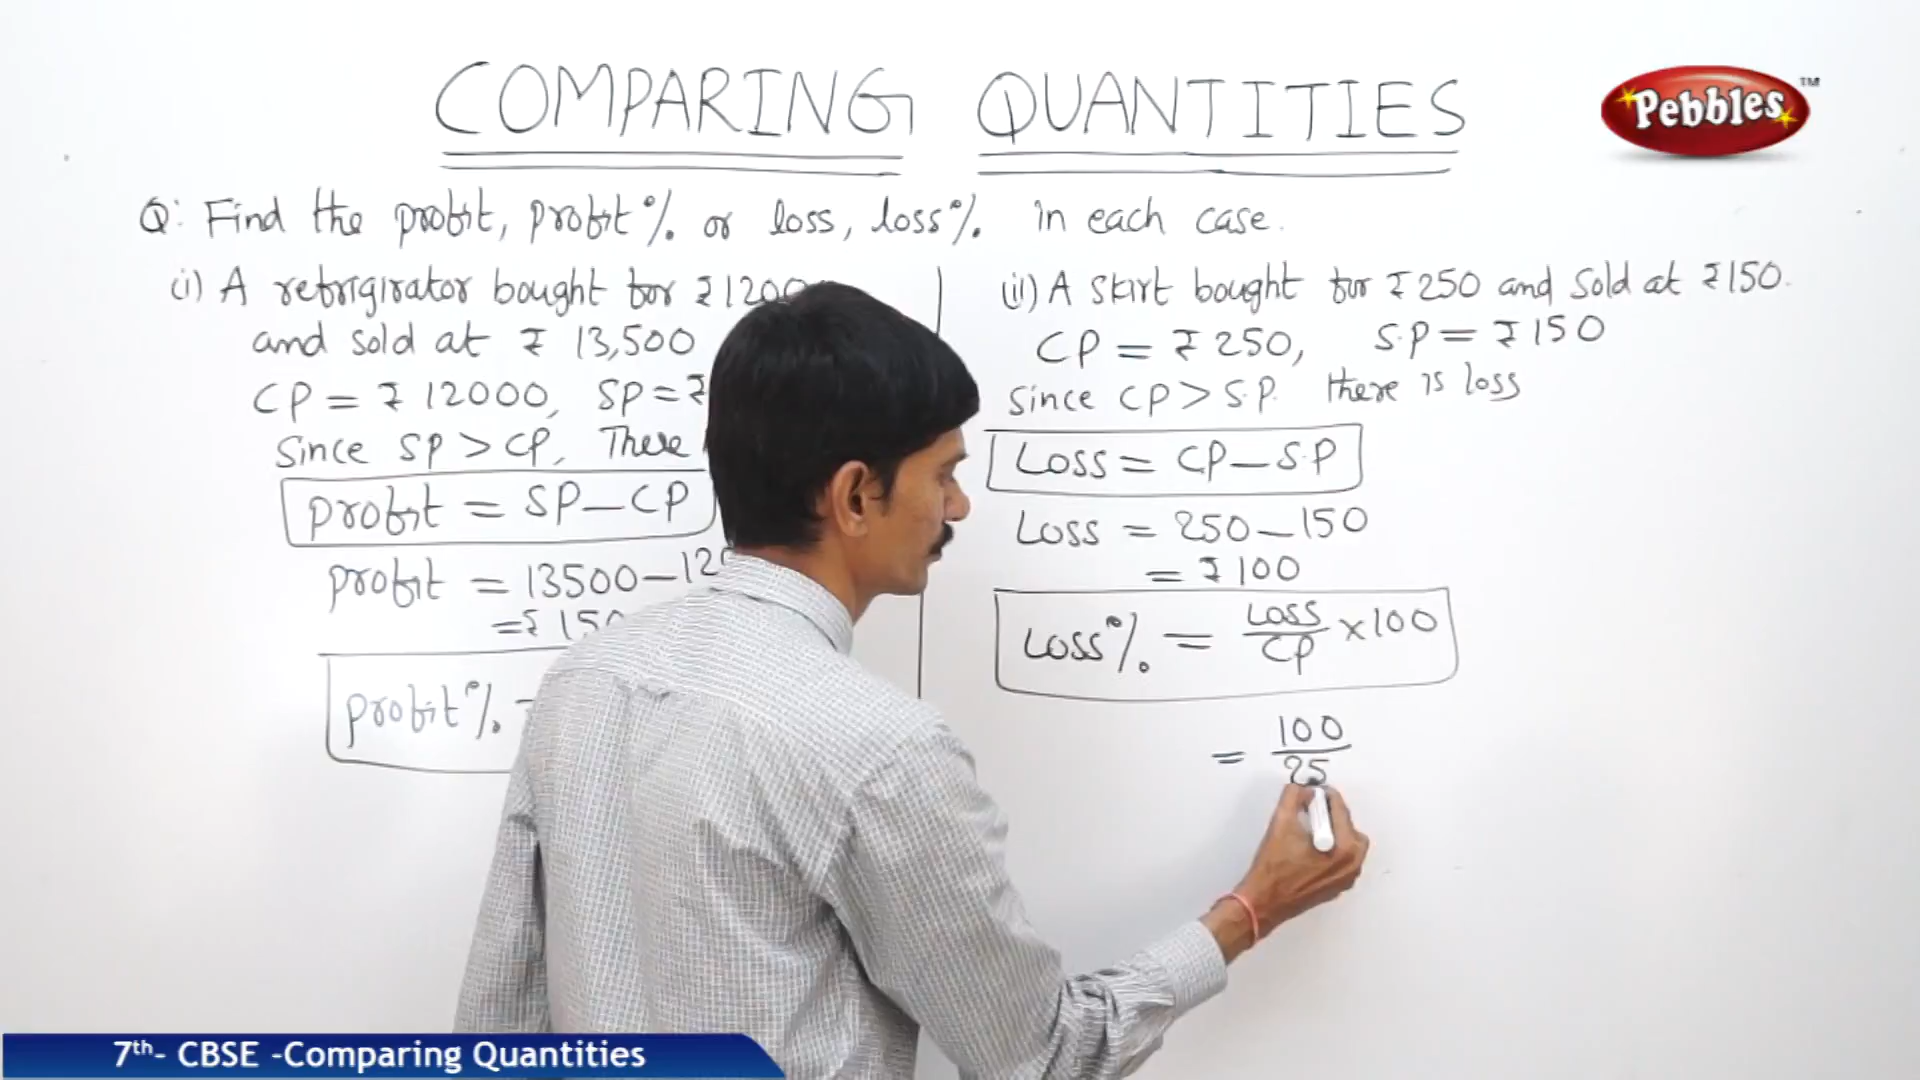 COMPARING QUANTITIES
Pebbles™
Q: Find the profit, profit % or loss, loss % in each case.
(i) A refrigirator bought for ₹ 1200
and sold at ₹ 13,500
CP = ₹ 12000, SP = ₹
Since SP > CP, There
profit = SP – CP
profit = 13500 – 12
= ₹ 150
profit % =
(ii) A skirt bought for ₹ 250 and sold at ₹ 150.
CP = ₹ 250, S.P = ₹ 150
Since CP > S.P. there is loss
Loss = CP – S.P
Loss = 250 – 150
= ₹ 100
Loss % = Loss/CP × 100
= 100/25
7th- CBSE -Comparing Quantities